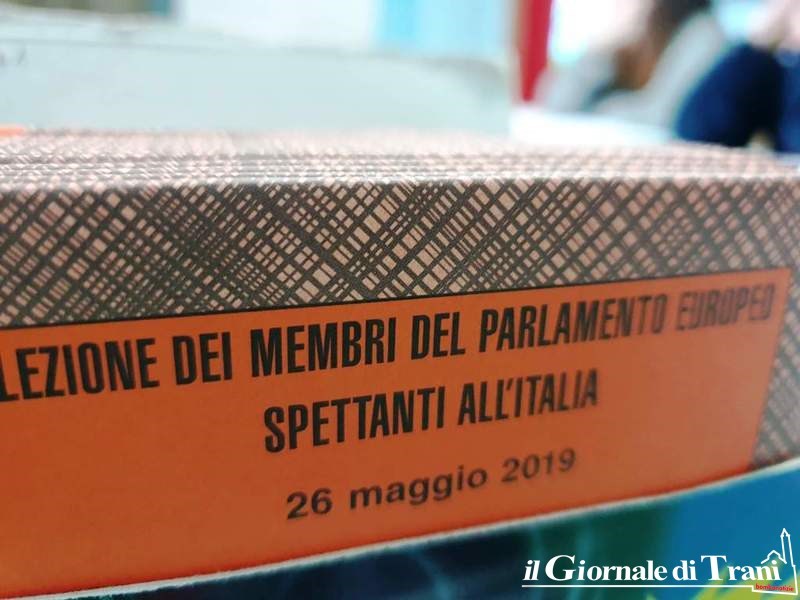 LEZIONE DEI MEMBRI DEL PARLAMENTO EUROPEO
SPETTANTI ALL'ITALIA
26 maggio 2019
il Giornale di Trani